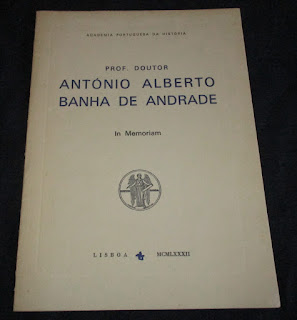 ACADEMIA PORTUGUESA DA HISTÓRIA
PROF. DOUTOR
ANTÓNIO ALBERTO
BANHA DE ANDRADE
In Memoriam
LISBOA MCMLXXXII